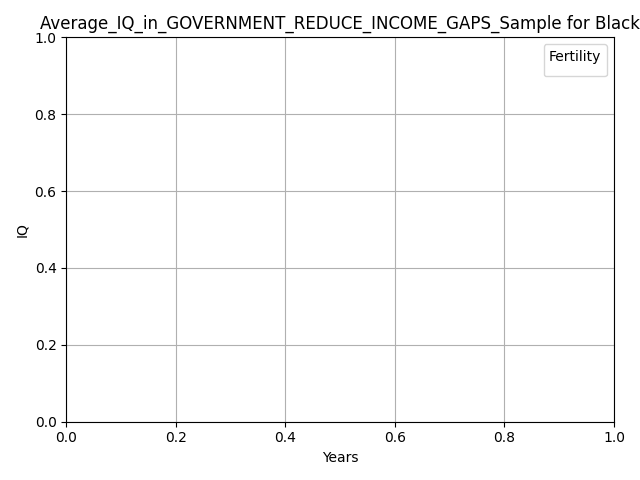 Average_IQ_in_GOVERNMENT_REDUCE_INCOME_GAPS_Sample for Black
Fertility
1.0
0.8
0.6
0.4
0.2
0.0
IQ
0.0 0.2 0.4 0.6 0.8 1.0
Years